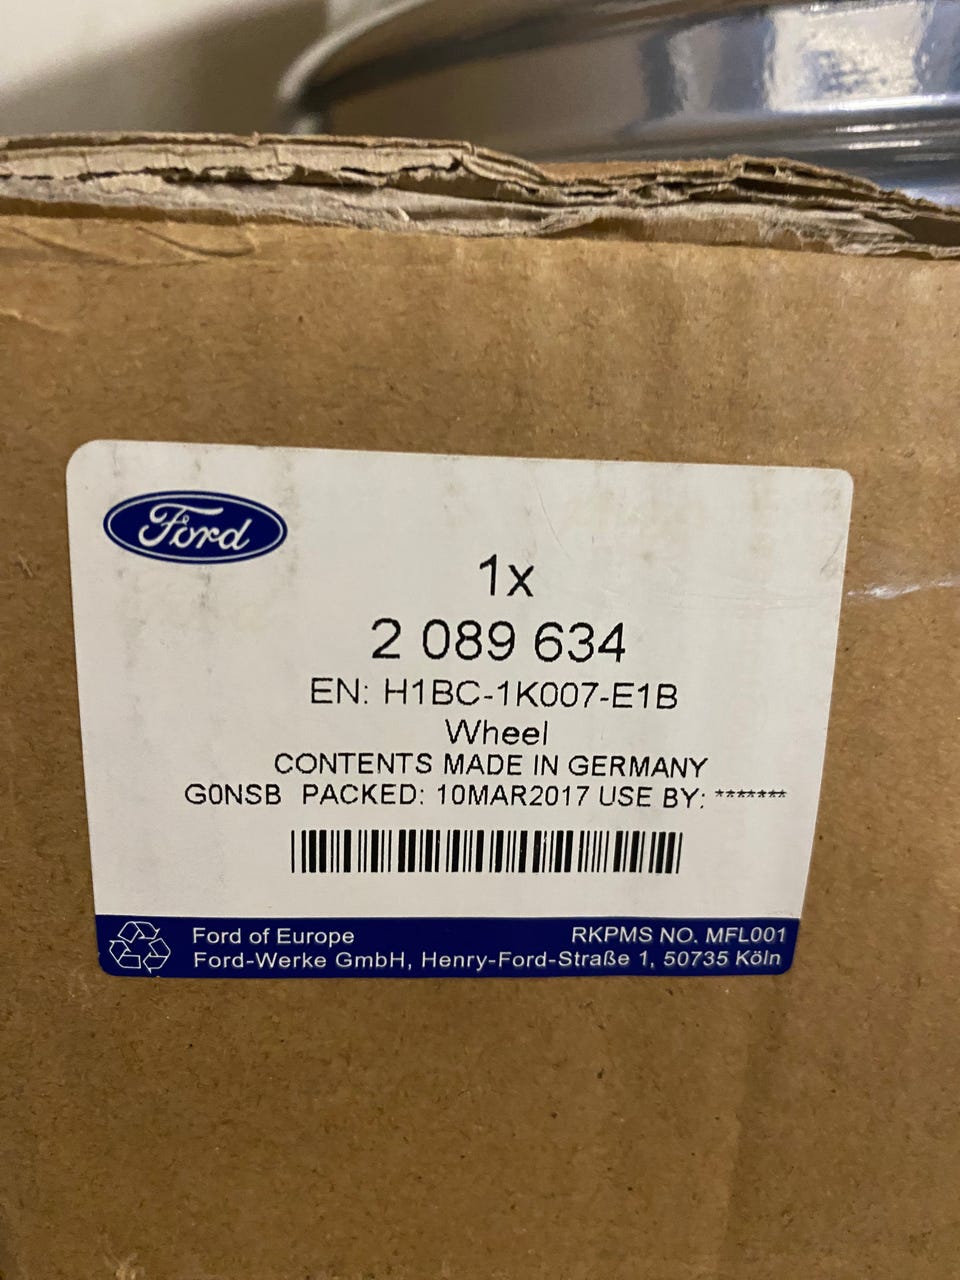 Ford
1x
2 089 634
EN: H1BC-1K007-E1B
Wheel
CONTENTS MADE IN GERMANY
G0NSB PACKED: 10MAR2017 USE BY: *******
Ford of Europe
RKPMS NO. MFL001
Ford-Werke GmbH, Henry-Ford-Straße 1, 50735 Köln